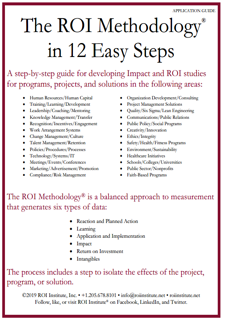 APPLICATION GUIDE
The ROI Methodology®
in 12 Easy Steps
A step-by-step guide for developing Impact and ROI studies
for programs, projects, and solutions in the following areas:
• Human Resources/Human Capital
• Training/Learning/Development
• Leadership/Coaching/Mentoring
• Knowledge Management/Transfer
• Recognition/Incentives/Engagement
• Work Arrangement Systems
• Change Management/Culture
• Talent Management/Retention
• Policies/Procedures/Processes
• Technology/Systems/IT
• Meetings/Events/Conferences
• Marketing/Advertisement/Promotion
• Compliance/Risk Management
• Organization Development/Consulting
• Project Management Solutions
• Quality/Six Sigma/Lean Engineering
• Communications/Public Relations
• Public Policy/Social Programs
• Creativity/Innovation
• Ethics/Integrity
• Safety/Health/Fitness Programs
• Environment/Sustainability
• Healthcare Initiatives
• Schools/Colleges/Universities
• Public Sector/Nonprofits
• Faith-Based Programs
The ROI Methodology® is a balanced approach to measurement
that generates six types of data:
• Reaction and Planned Action
• Learning
• Application and Implementation
• Impact
• Return on Investment
• Intangibles
The process includes a step to isolate the effects of the project,
program, or solution.
©2019 ROI Institute, Inc. • +1.205.678.8101 • info@roiinstitute.net • roiinstitute.net
Follow, like, or visit ROI Institute® on Facebook, LinkedIn, and Twitter.